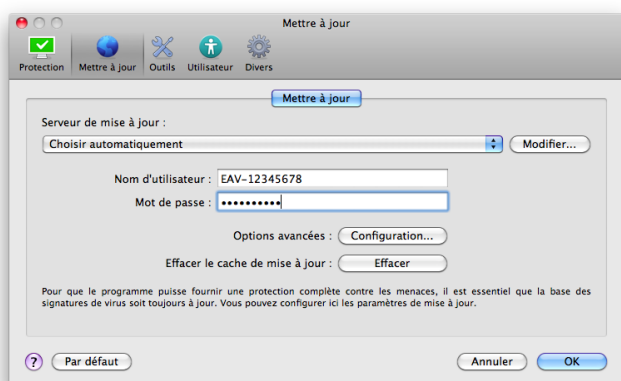 Mettre à jour
Protection Mettre à jour Outils Utilisateur Divers
Mettre à jour
Serveur de mise à jour :
Choisir automatiquement Modifier...
Nom d'utilisateur : EAV-12345678
Mot de passe : ••••••••••
Options avancées : Configuration...
Effacer le cache de mise à jour : Effacer
Pour que le programme puisse fournir une protection complète contre les menaces, il est essentiel que la base des
signatures de virus soit toujours à jour. Vous pouvez configurer ici les paramètres de mise à jour.
? Par défaut Annuler OK